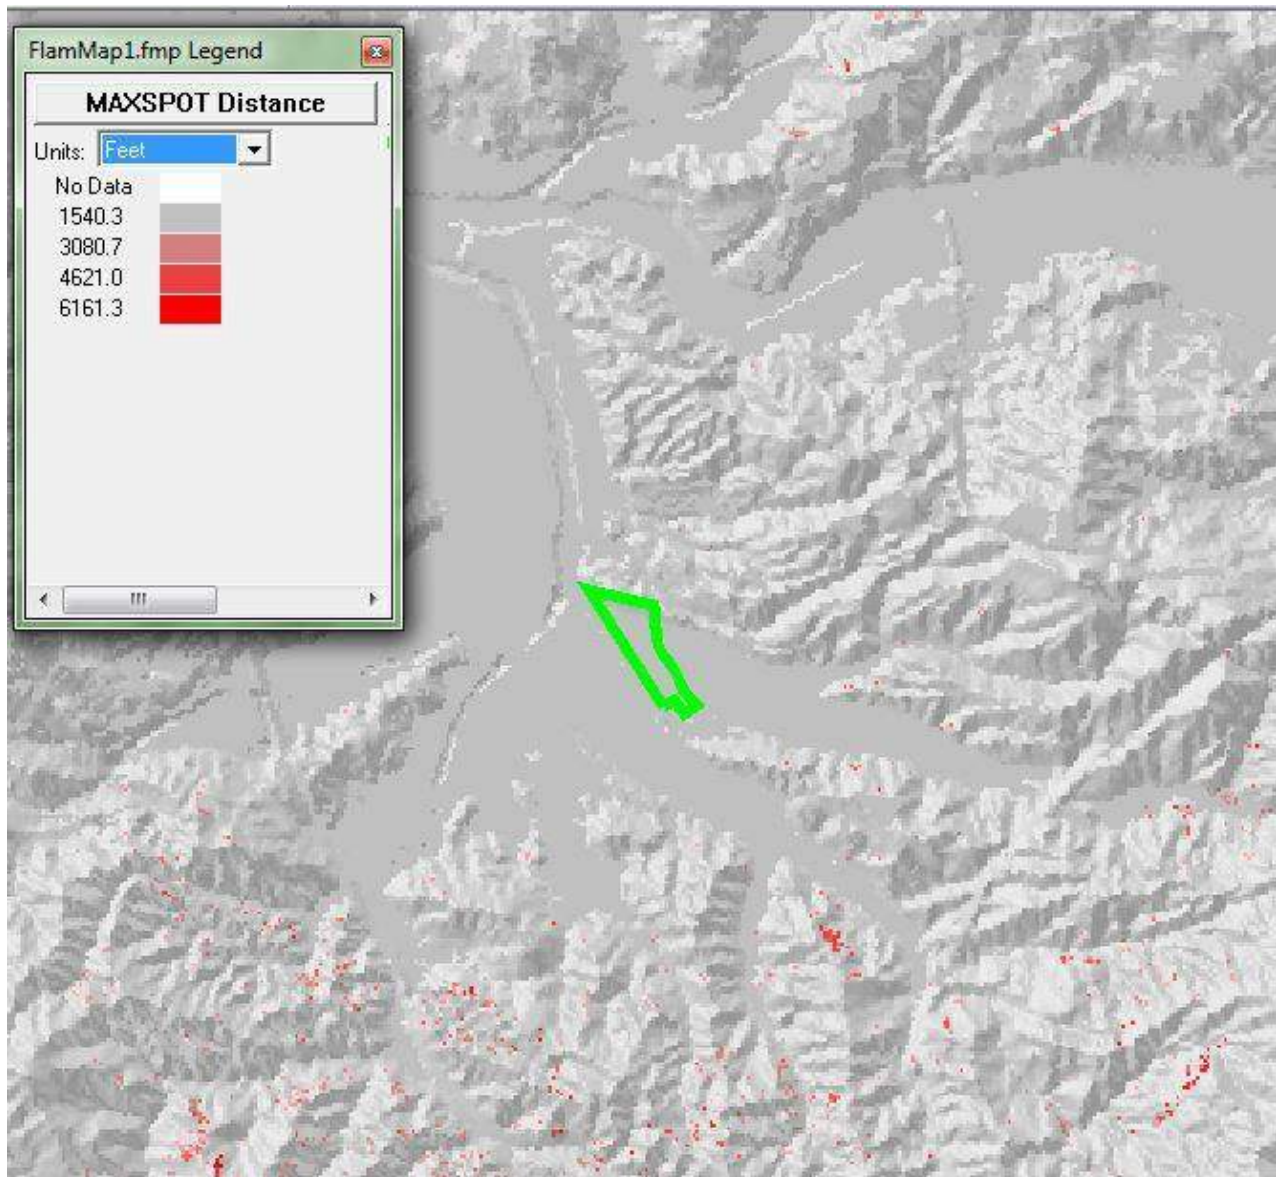 FlamMap1.fmp Legend
MAXSPOT Distance
Units: Feet
No Data
1540.3
3080.7
4621.0
6161.3